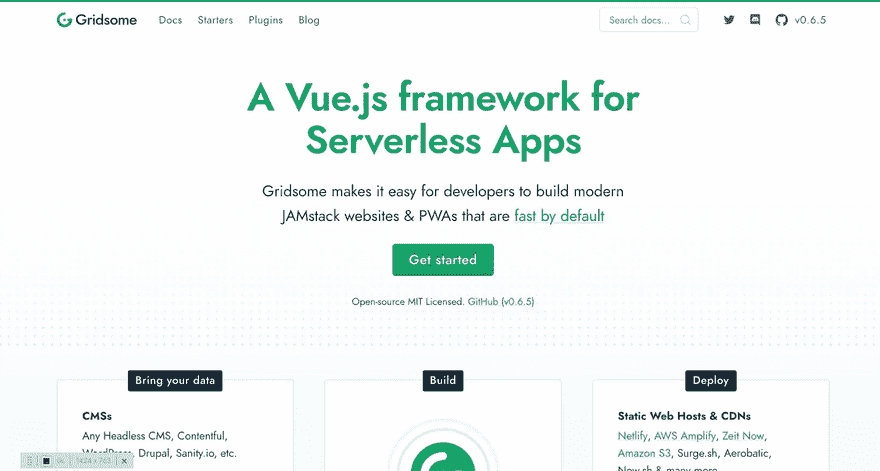 Gridsome Docs Starters Plugins Blog Search docs... v0.6.5
A Vue.js framework for
Serverless Apps
Gridsome makes it easy for developers to build modern
JAMstack websites & PWAs that are fast by default
Get started
Open-source MIT Licensed. GitHub (v0.6.5)
Bring your data
CMSs
Any Headless CMS, Contentful,
WordPress, Drupal, Sanity.io, etc.
Build
Deploy
Static Web Hosts & CDNs
Netlify, AWS Amplify, Zeit Now,
Amazon S3, Surge.sh, Aerobatic,
Now.sh & many more
1424 x 763